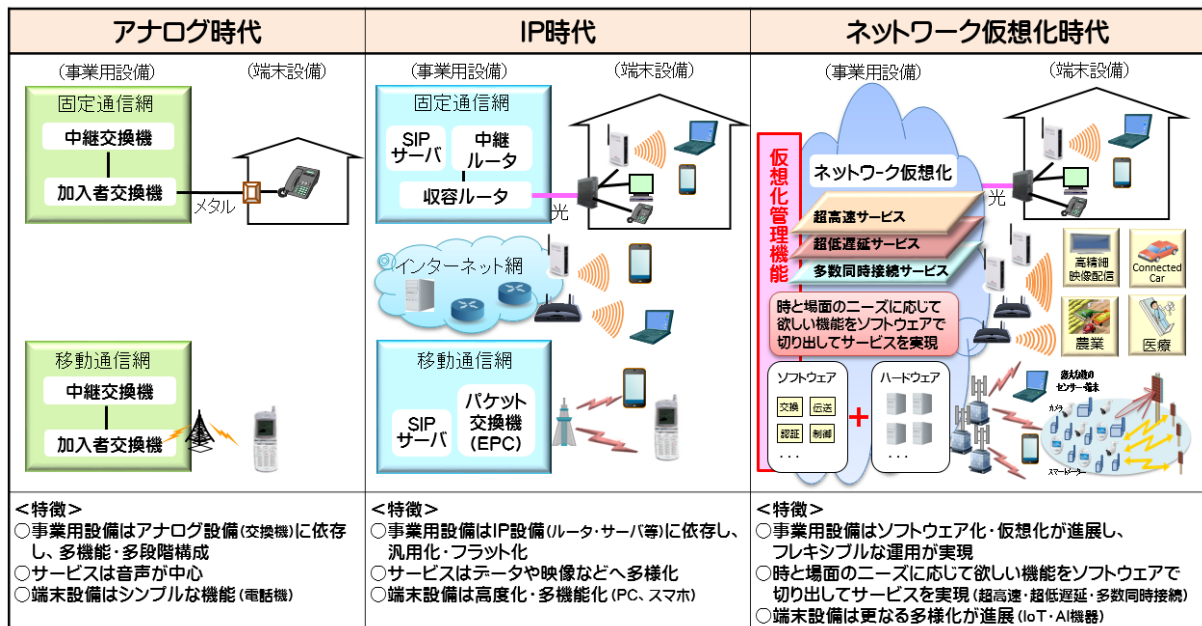 アナログ時代
IP時代
ネットワーク仮想化時代
(事業用設備)
(端末設備)
固定通信網
中継交換機
加入者交換機
メタル
移動通信網
中継交換機
加入者交換機
(事業用設備)
(端末設備)
固定通信網
SIP
サーバ
中継
ルータ
収容ルータ
光
インターネット網
移動通信網
SIP
サーバ
パケット
交換機
(EPC)
(事業用設備)
(端末設備)
仮想化管理機能
ネットワーク仮想化
光
超高速サービス
超低遅延サービス
多数同時接続サービス
時と場面のニーズに応じて
欲しい機能をソフトウェアで
切り出してサービスを実現
ソフトウェア
交換
伝送
認証
制御
・・・
+
ハードウェア
・・・
高精細
映像配信
Connected
Car
農業
医療
膨大な数の
センサー・端末
カメラ
スマートメーター
<特徴>
○事業用設備はアナログ設備(交換機)に依存
し、多機能・多段階構成
○サービスは音声が中心
○端末設備はシンプルな機能(電話機)
<特徴>
○事業用設備はIP設備(ルータ・サーバ等)に依存し、
汎用化・フラット化
○サービスはデータや映像などへ多様化
○端末設備は高度化・多機能化(PC、スマホ)
<特徴>
○事業用設備はソフトウェア化・仮想化が進展し、
フレキシブルな運用が実現
○時と場面のニーズに応じて欲しい機能をソフトウェアで
切り出してサービスを実現(超高速・超低遅延・多数同時接続)
○端末設備は更なる多様化が進展(IoT・AI機器)